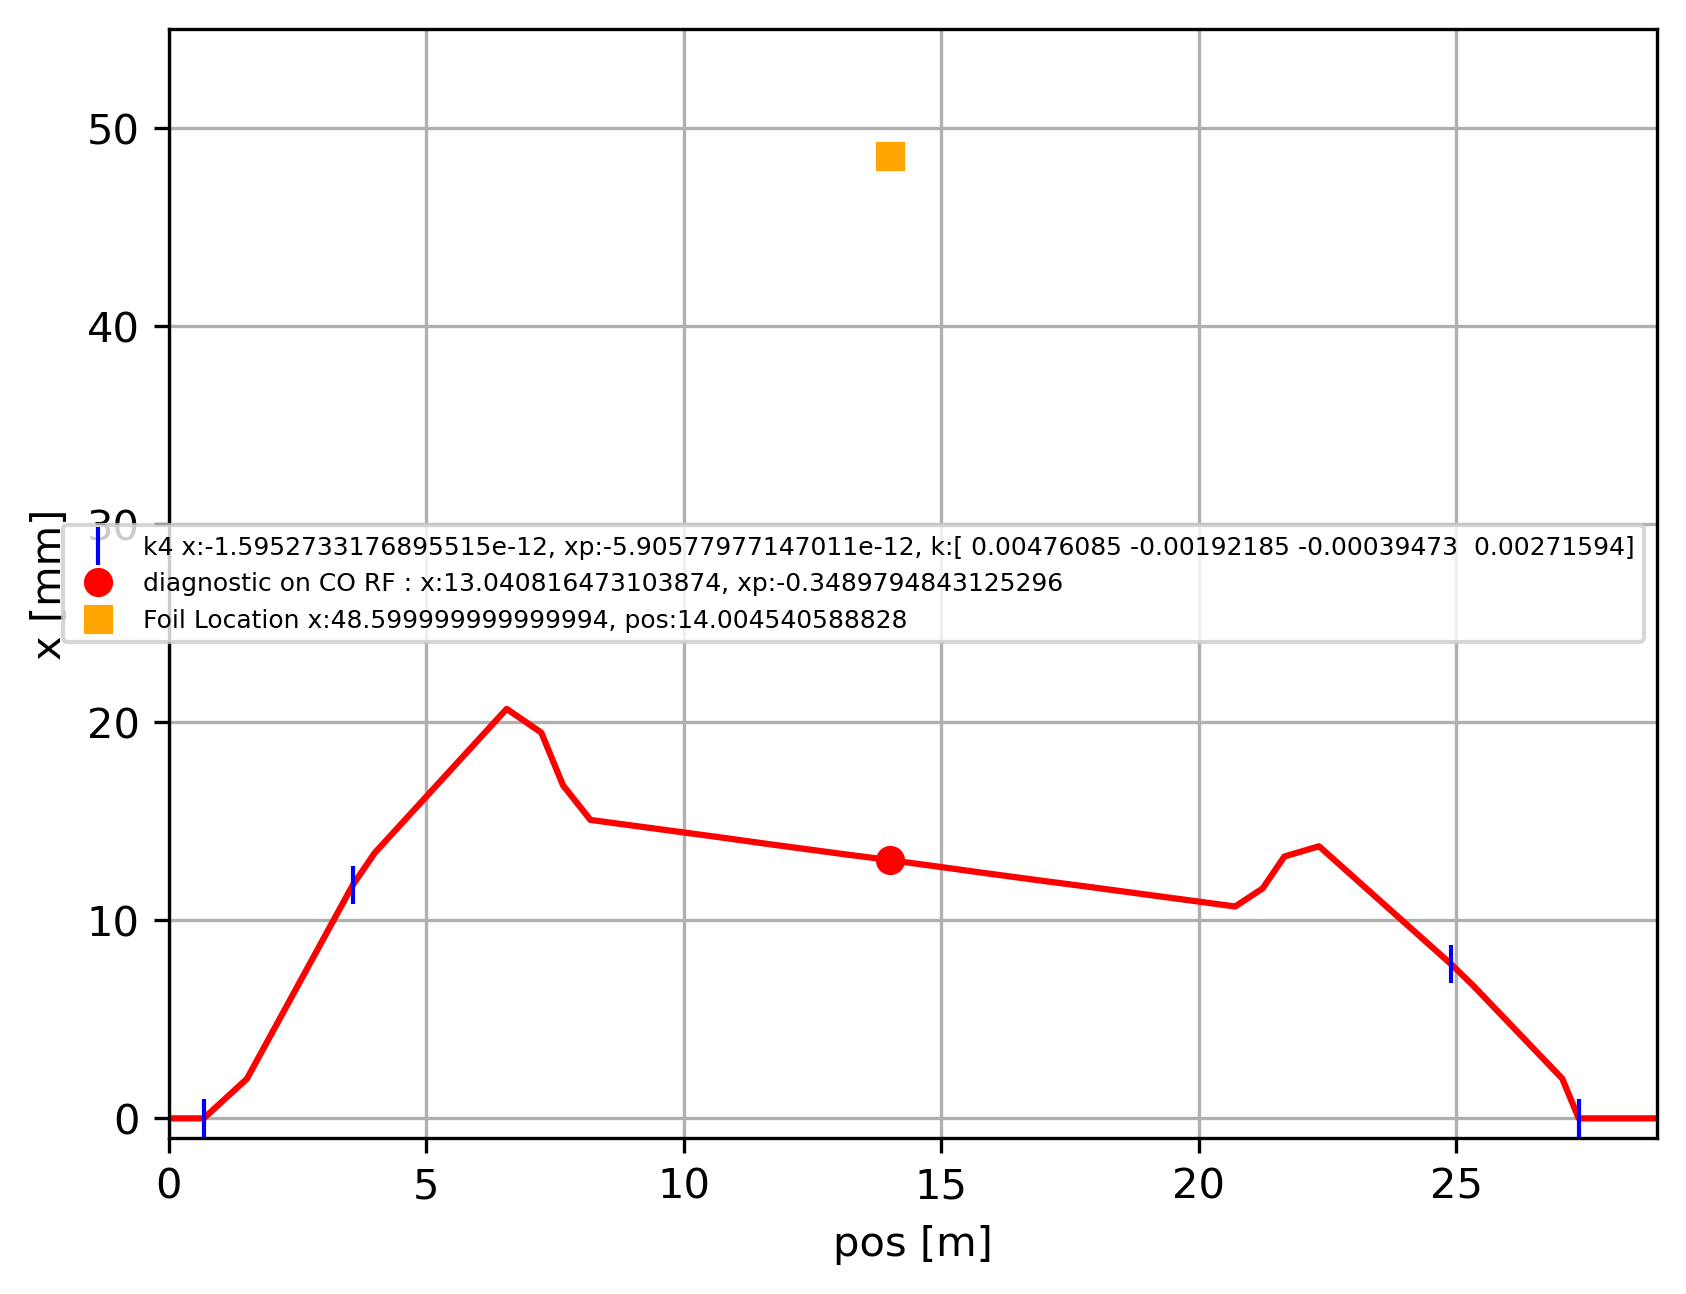 50
40
30
20
10
0
x [mm]
k4 x:-1.5952733176895515e-12, xp:-5.90577977147011e-12, k:[ 0.00476085 -0.00192185 -0.00039473  0.00271594]
diagnostic on CO RF : x:13.040816473103874, xp:-0.3489794843125296
Foil Location x:48.599999999999994, pos:14.004540588828
0 5 10 15 20 25
pos [m]